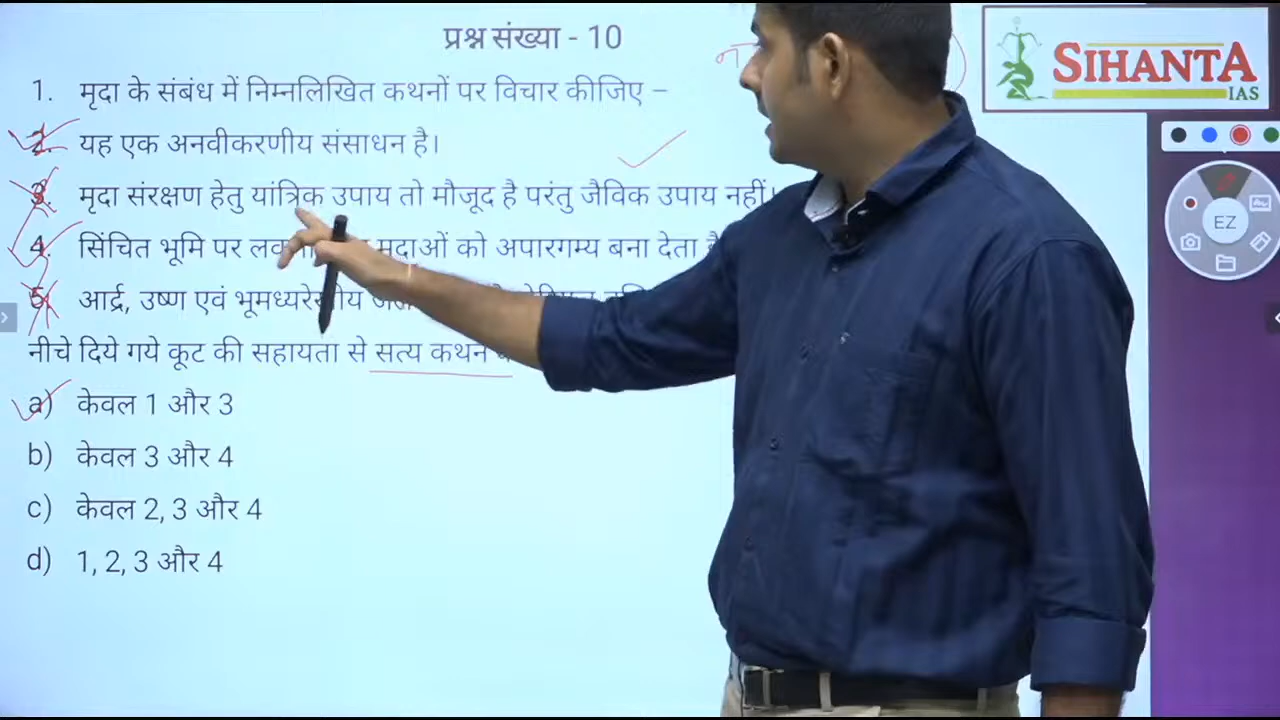 प्रश्न संख्या - 10
SIHANTA
IAS
1. मृदा के संबंध में निम्नलिखित कथनों पर विचार कीजिए –
2. यह एक अनवीकरणीय संसाधन है।
3. मृदा संरक्षण हेतु यांत्रिक उपाय तो मौजूद है परंतु जैविक उपाय नहीं।
4. सिंचित भूमि पर मृदाओं को अपारगम्य बना देता
5. आर्द्र, उष्ण एवं भूमध्यरेखीय
नीचे दिये गये कूट की सहायता से सत्य कथन
a) केवल 1 और 3
b) केवल 3 और 4
c) केवल 2, 3 और 4
d) 1, 2, 3 और 4
EZ